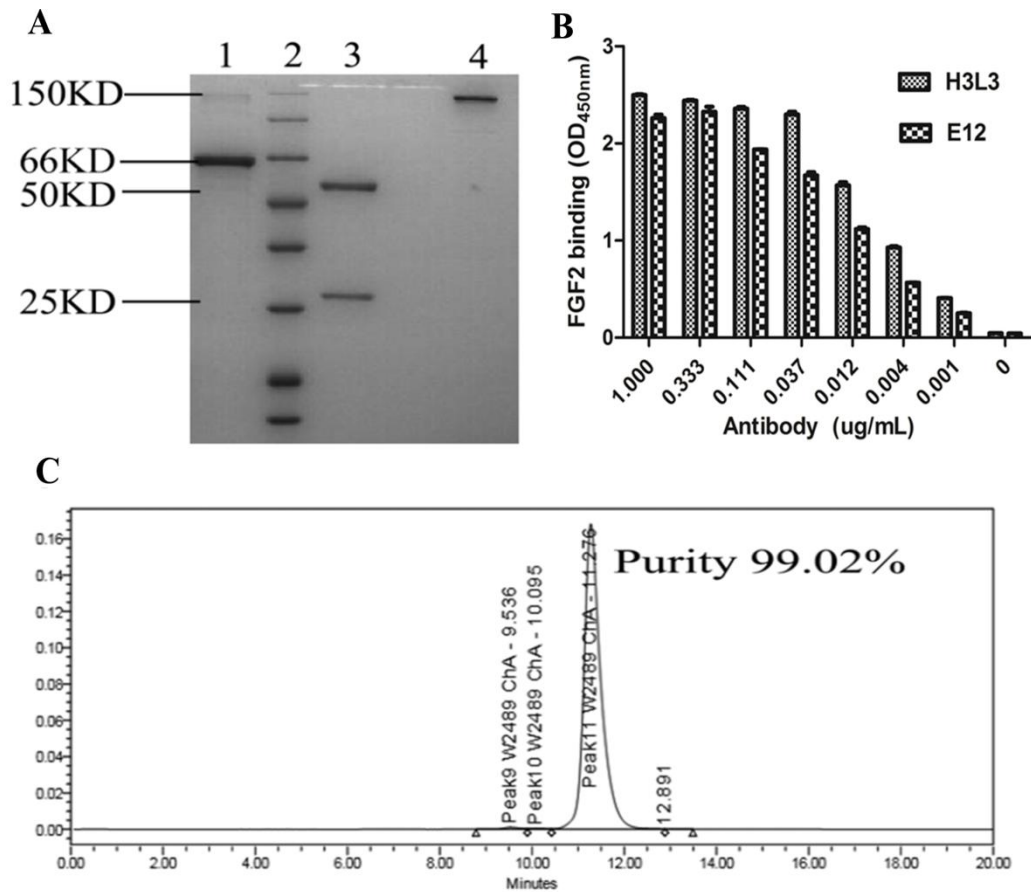 A
1 2 3 4
150KD
66KD
50KD
25KD
B
FGF2 binding (OD450nm)
3
2
1
0
H3L3
E12
1.000 0.333 0.111 0.037 0.012 0.004 0.001 0
Antibody (ug/mL)
C
0.16
0.14
0.12
0.10
0.08
0.06
0.04
0.02
0.00
Peak9 W2489 ChA - 9.536
Peak10 W2489 ChA - 10.095
Peak11 W2489 ChA - 11.276
12.891
Purity 99.02%
0.00 2.00 4.00 6.00 8.00 10.00 12.00 14.00 16.00 18.00 20.00
Minutes